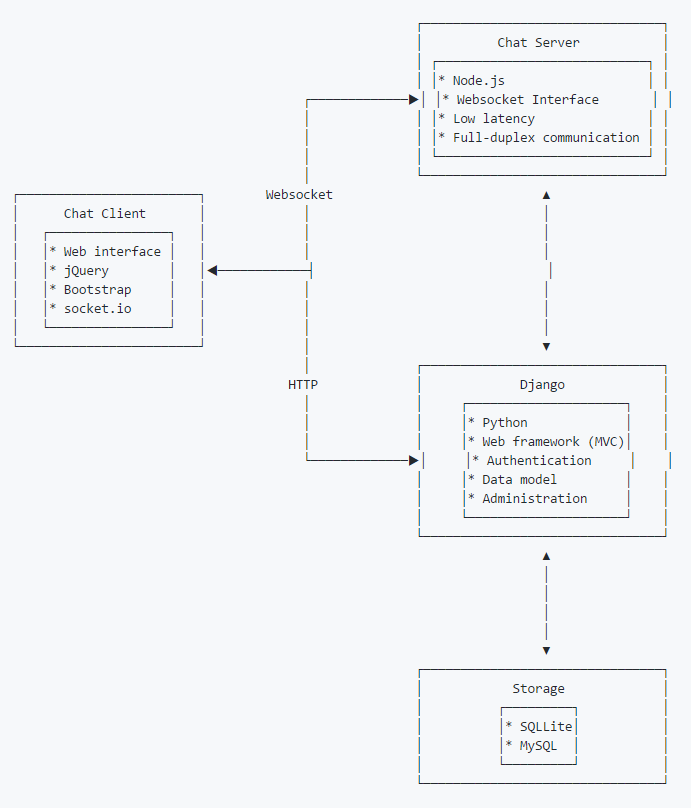 Chat Server
* Node.js
* Websocket Interface
* Low latency
* Full-duplex communication
Websocket
Chat Client
* Web interface
* jQuery
* Bootstrap
* socket.io
HTTP
Django
* Python
* Web framework (MVC)
* Authentication
* Data model
* Administration
Storage
* SQLLite
* MySQL